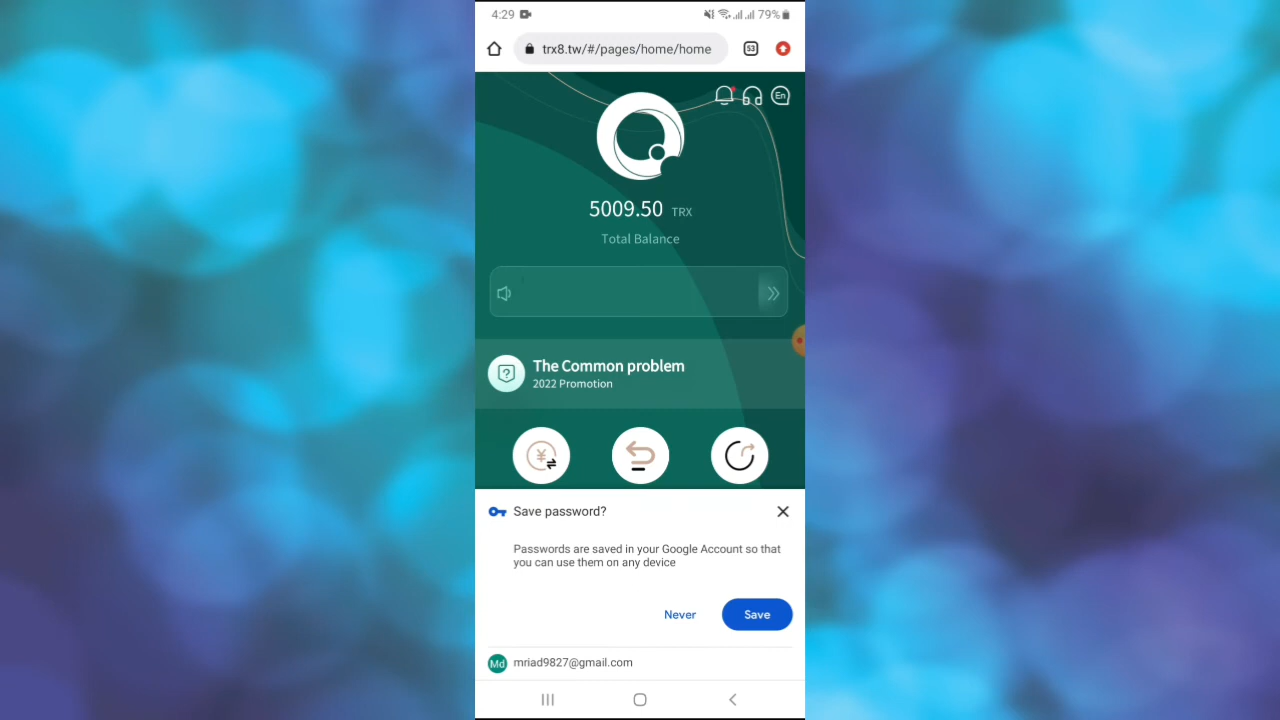 4:29
79%
53
trx8.tw/#/pages/home/home
En
5009.50 TRX
Total Balance
The Common problem
2022 Promotion
Save password?
Passwords are saved in your Google Account so that
you can use them on any device
Never
Save
Md
mriad9827@gmail.com